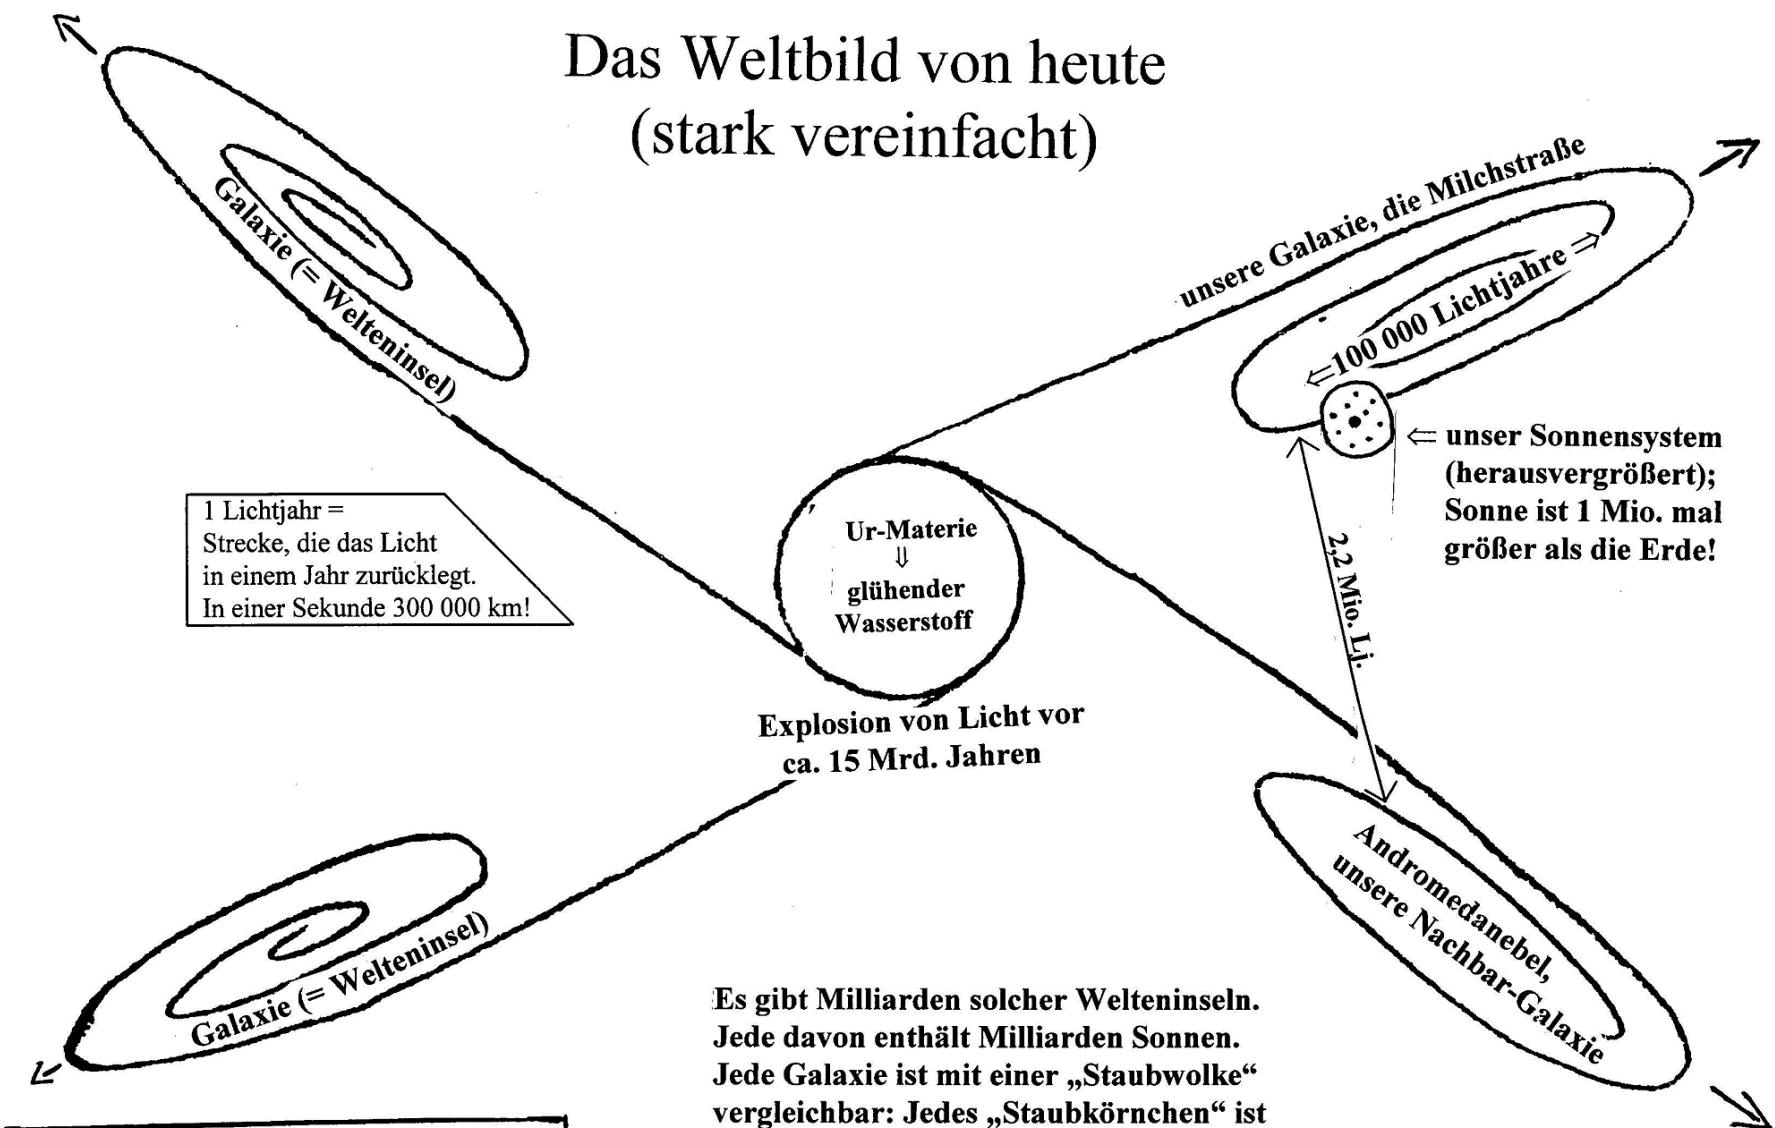 Das Weltbild von heute
(stark vereinfacht)
Galaxie (= Welteninsel)
unsere Galaxie, die Milchstraße
⇐100 000 Lichtjahre ⇒
⇐ unser Sonnensystem
(herausvergrößert);
Sonne ist 1 Mio. mal
größer als die Erde!
1 Lichtjahr =
Strecke, die das Licht
in einem Jahr zurücklegt.
In einer Sekunde 300 000 km!
Ur-Materie
⇓
glühender
Wasserstoff
2,2 Mio. Lj.
Explosion von Licht vor
ca. 15 Mrd. Jahren
Andromedanebel,
unsere Nachbar-Galaxie
Galaxie (= Welteninsel)
Es gibt Milliarden solcher Welteninseln.
Jede davon enthält Milliarden Sonnen.
Jede Galaxie ist mit einer „Staubwolke“
vergleichbar: Jedes „Staubkörnchen“ ist